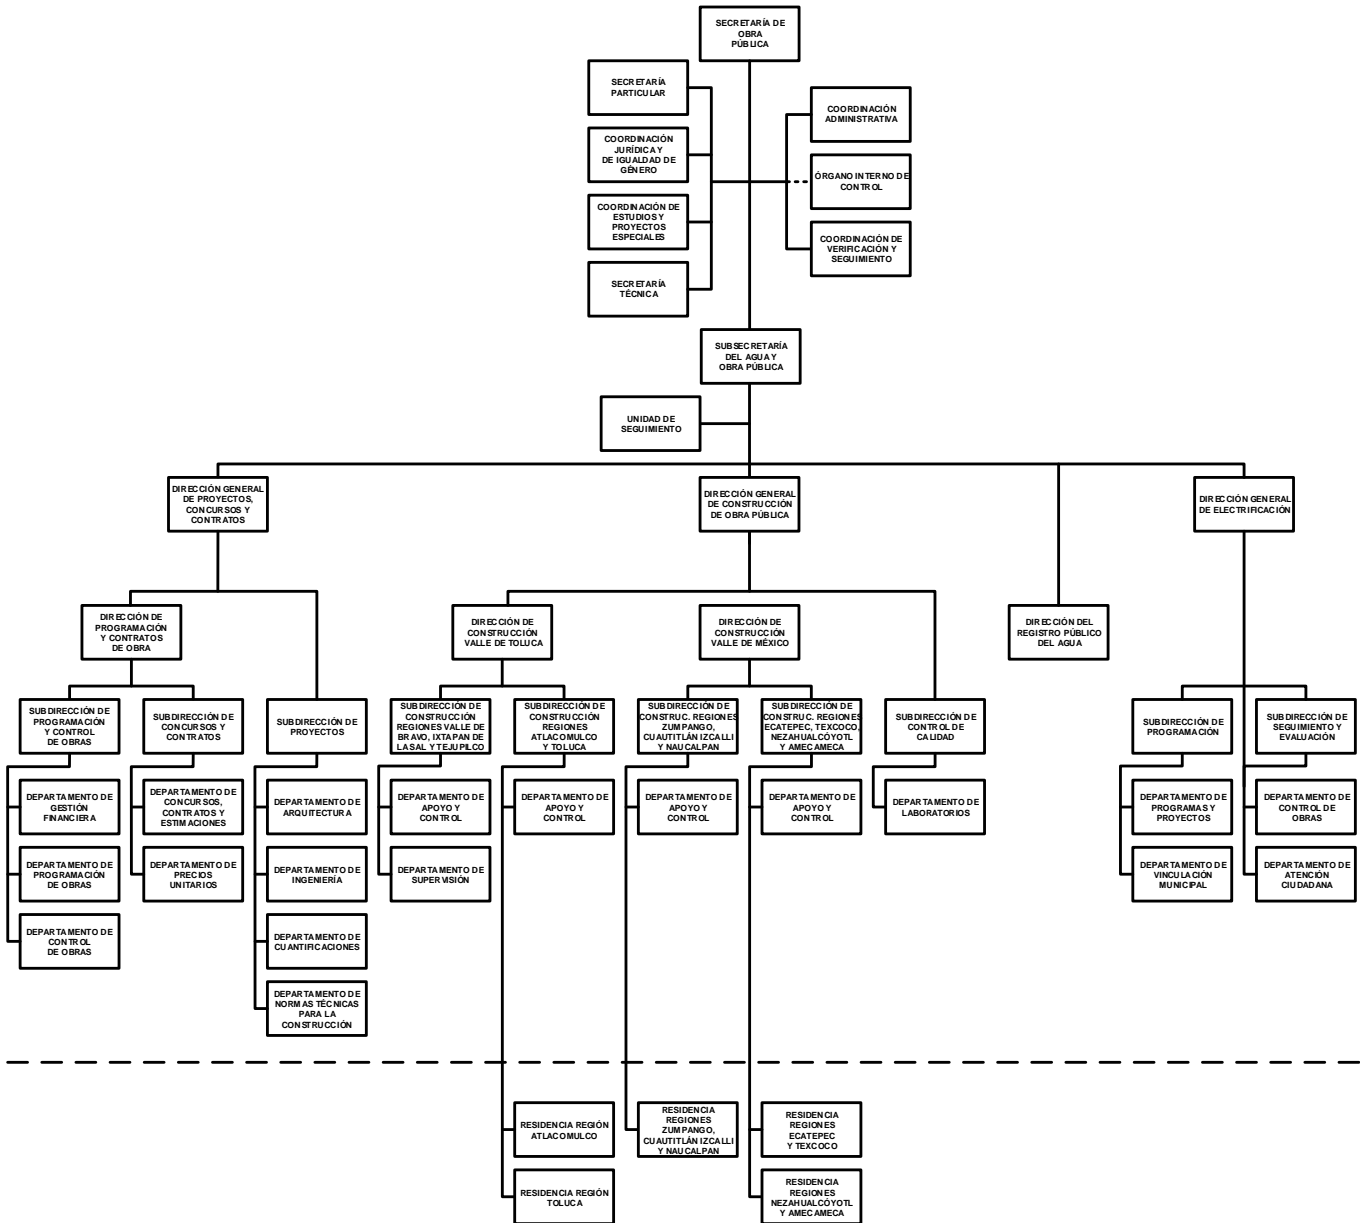 SECRETARÍA DE
OBRA
PÚBLICA
SECRETARÍA
PARTICULAR
COORDINACIÓN
ADMINISTRATIVA
COORDINACIÓN
JURÍDICA Y
DE IGUALDAD DE
GÉNERO
ÓRGANO INTERNO DE
CONTROL
COORDINACIÓN DE
ESTUDIOS Y
PROYECTOS
ESPECIALES
COORDINACIÓN DE
VERIFICACIÓN Y
SEGUIMIENTO
SECRETARÍA
TÉCNICA
SUBSECRETARÍA
DEL AGUA Y
OBRA PÚBLICA
UNIDAD DE
SEGUIMIENTO
DIRECCIÓN GENERAL
DE PROYECTOS,
CONCURSOS Y
CONTRATOS
DIRECCIÓN GENERAL
DE CONSTRUCCIÓN
DE OBRA PÚBLICA
DIRECCIÓN GENERAL
DE ELECTRIFICACIÓN
DIRECCIÓN DE
PROGRAMACIÓN
Y CONTRATOS
DE OBRA
DIRECCIÓN DE
CONSTRUCCIÓN
VALLE DE TOLUCA
DIRECCIÓN DE
CONSTRUCCIÓN
VALLE DE MÉXICO
DIRECCIÓN DEL
REGISTRO PÚBLICO
DEL AGUA
SUBDIRECCIÓN DE
PROGRAMACIÓN
Y CONTROL
DE OBRAS
SUBDIRECCIÓN DE
CONCURSOS Y
CONTRATOS
SUBDIRECCIÓN DE
PROYECTOS
SUBDIRECCIÓN DE
CONSTRUCCIÓN
REGIONES VALLE DE
BRAVO, IXTAPAN DE
LA SAL Y TEJUPILCO
SUBDIRECCIÓN DE
CONSTRUCCIÓN
REGIONES
ATLACOMULCO
Y TOLUCA
SUBDIRECCIÓN DE
CONSTRUC. REGIONES
ZUMPANGO,
CUAUTITLÁN IZCALLI
Y NAUCALPAN
SUBDIRECCIÓN DE
CONSTRUC. REGIONES
ECATEPEC, TEXCOCO,
NEZAHUALCÓYOTL
Y AMECAMECA
SUBDIRECCIÓN DE
CONTROL DE
CALIDAD
SUBDIRECCIÓN DE
PROGRAMACIÓN
SUBDIRECCIÓN DE
SEGUIMIENTO Y
EVALUACIÓN
DEPARTAMENTO DE
GESTIÓN
FINANCIERA
DEPARTAMENTO DE
CONCURSOS,
CONTRATOS Y
ESTIMACIONES
DEPARTAMENTO DE
ARQUITECTURA
DEPARTAMENTO DE
APOYO Y
CONTROL
DEPARTAMENTO DE
APOYO Y
CONTROL
DEPARTAMENTO DE
APOYO Y
CONTROL
DEPARTAMENTO DE
APOYO Y
CONTROL
DEPARTAMENTO DE
LABORATORIOS
DEPARTAMENTO DE
PROGRAMAS Y
PROYECTOS
DEPARTAMENTO DE
CONTROL DE
OBRAS
DEPARTAMENTO DE
PROGRAMACIÓN
DE OBRAS
DEPARTAMENTO DE
PRECIOS
UNITARIOS
DEPARTAMENTO DE
INGENIERÍA
DEPARTAMENTO DE
SUPERVISIÓN
DEPARTAMENTO DE
VINCULACIÓN
MUNICIPAL
DEPARTAMENTO DE
ATENCIÓN
CIUDADANA
DEPARTAMENTO DE
CONTROL
DE OBRAS
DEPARTAMENTO DE
CUANTIFICACIONES
DEPARTAMENTO DE
NORMAS TÉCNICAS
PARA LA
CONSTRUCCIÓN
RESIDENCIA REGIÓN
ATLACOMULCO
RESIDENCIA
REGIONES
ZUMPANGO,
CUAUTITLÁN IZCALLI
Y NAUCALPAN
RESIDENCIA
REGIONES
ECATEPEC
Y TEXCOCO
RESIDENCIA REGIÓN
TOLUCA
RESIDENCIA
REGIONES
NEZAHUALCÓYOTL
Y AMECAMECA